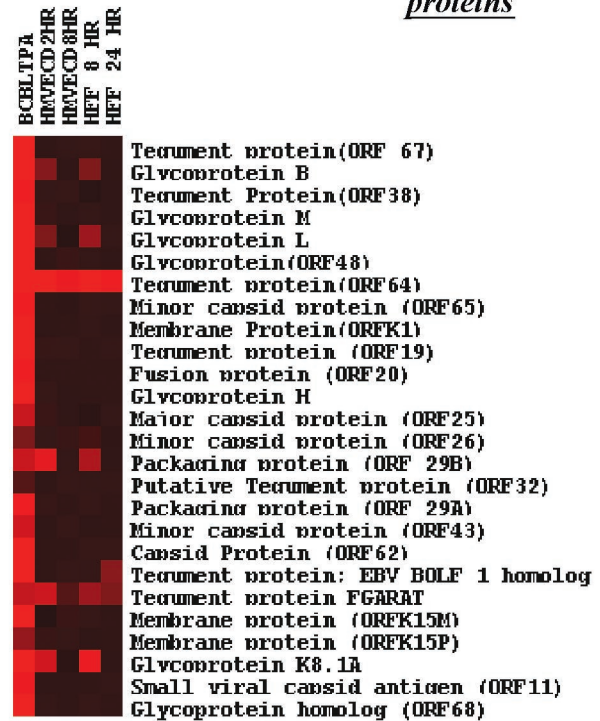 proteins
BCBLTPA
HMVECD2HR
HMVECD8HR
HFF 8 HR
HFF 24 HR
Tegument protein(ORF 67)
Glycoprotein B
Tegument Protein(ORF38)
Glycoprotein M
Glycoprotein L
Glycoprotein(ORF48)
Tegument protein(ORF64)
Minor capsid protein (ORF65)
Membrane Protein(ORFK1)
Tegument protein (ORF19)
Fusion protein (ORF20)
Glycoprotein H
Major capsid protein (ORF25)
Minor capsid protein (ORF26)
Packaging protein (ORF 29B)
Putative Tegument protein (ORF32)
Packaging protein (ORF 29A)
Minor capsid protein (ORF43)
Capsid Protein (ORF62)
Tegument protein: EBV BOLF 1 homolog
Tegument protein FGARAT
Membrane protein (ORFK15M)
Membrane protein (ORFK15P)
Glycoprotein K8.1A
Small viral capsid antigen (ORF11)
Glycoprotein homolog (ORF68)